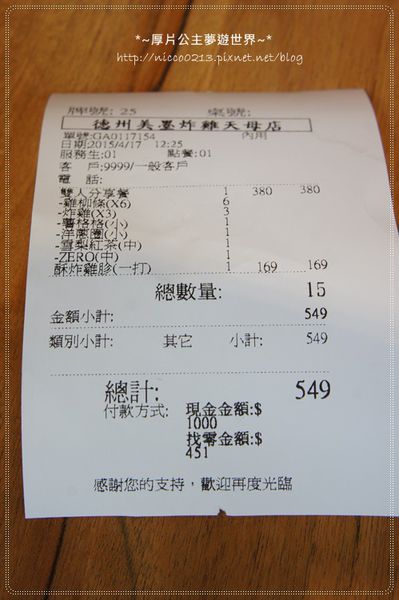 *~厚片公主夢遊世界~*
http://nicco0213.pixnet.net/blog
牌號: 25 桌號:
德州美墨炸雞天母店
單號:GA0117154 內用
日期:2015/4/17 12:25
服務生:01 點餐:01
客 戶:9999/一般客戶
電 話:
雙人分享餐 1 380 380
-雞柳條(X6) 6
-炸雞(X3) 3
-薯格格(小) 1
-洋蔥圈(小) 1
-雪梨紅茶(中) 1
-ZERO(中) 1
酥炸雞胗(一打) 1 169 169
總數量: 15
金額小計: 549
類別小計: 其它 小計: 549
總計: 549
付款方式: 現金金額:$
1000
找零金額:$
451
感謝您的支持，歡迎再度光臨